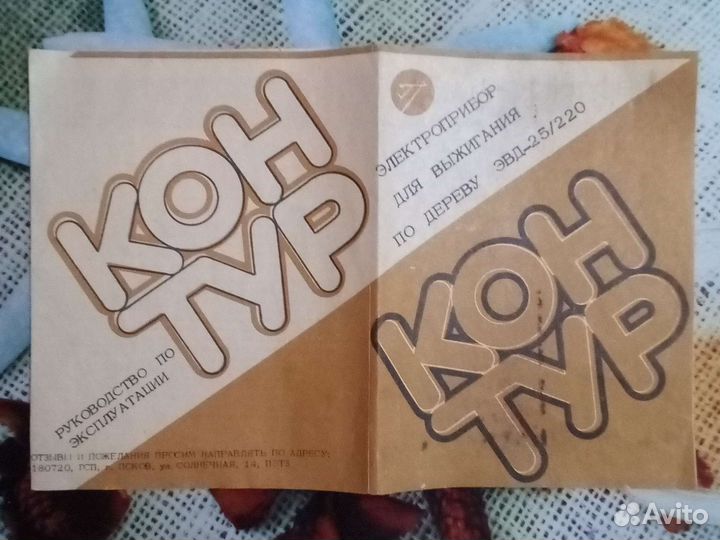 КОН
ТУР
РУКОВОДСТВО ПО
ЭКСПЛУАТАЦИИ
ОТЗЫВЫ И ПОЖЕЛАНИЯ ПРОСИМ НАПРАВЛЯТЬ ПО АДРЕСУ:
180720, ГСП, г. ПСКОВ, ул. СОЛНЕЧНАЯ, 14,
ЭЛЕКТРОПРИБОР
ДЛЯ ВЫЖИГАНИЯ
ПО ДЕРЕВУ ЭВД-25/220
КОН
ТУР
Avito